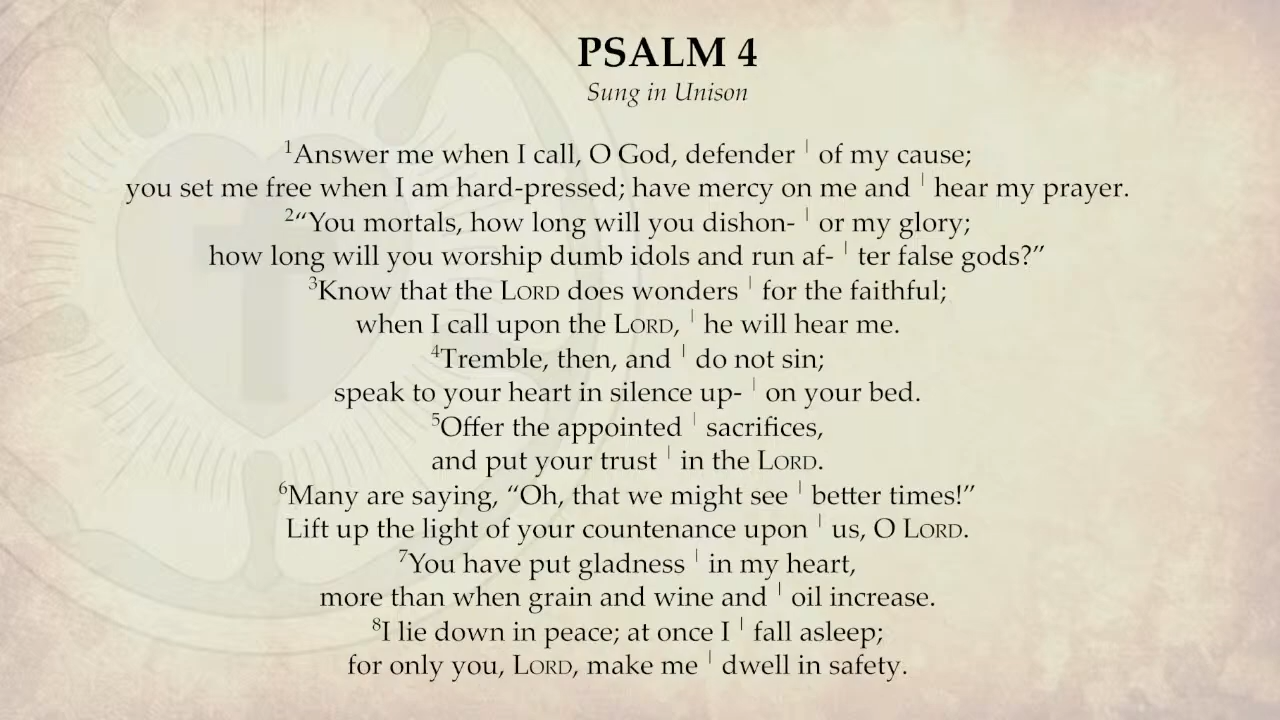 PSALM 4
Sung in Unison
¹Answer me when I call, O God, defender | of my cause;
you set me free when I am hard-pressed; have mercy on me and | hear my prayer.
²“You mortals, how long will you dishon- | or my glory;
how long will you worship dumb idols and run af- | ter false gods?”
³Know that the LORD does wonders | for the faithful;
when I call upon the LORD, | he will hear me.
⁴Tremble, then, and | do not sin;
speak to your heart in silence up- | on your bed.
⁵Offer the appointed | sacrifices,
and put your trust | in the LORD.
⁶Many are saying, “Oh, that we might see | better times!”
Lift up the light of your countenance upon | us, O LORD.
⁷You have put gladness | in my heart,
more than when grain and wine and | oil increase.
⁸I lie down in peace; at once I | fall asleep;
for only you, LORD, make me | dwell in safety.